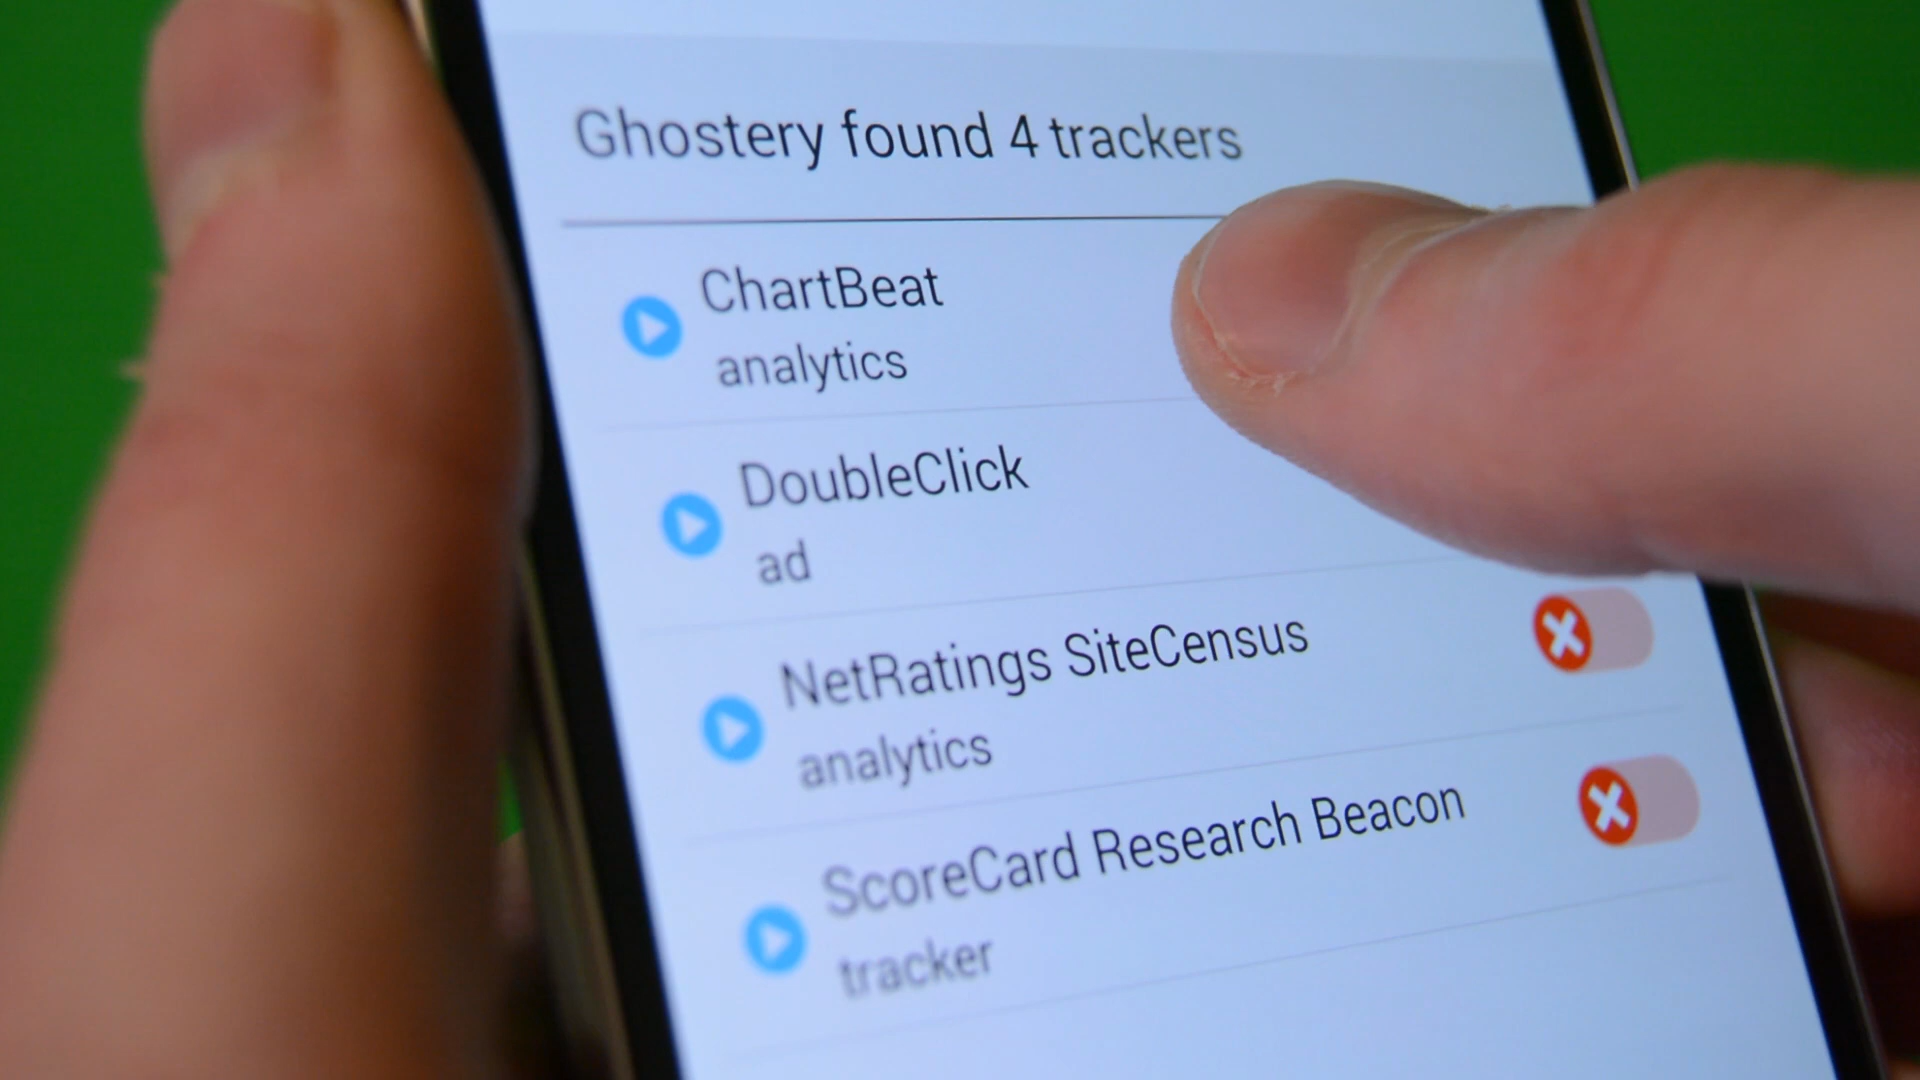 Ghostery found 4 trackers
ChartBeat
analytics
DoubleClick
ad
NetRatings SiteCensus
analytics
ScoreCard Research Beacon
tracker